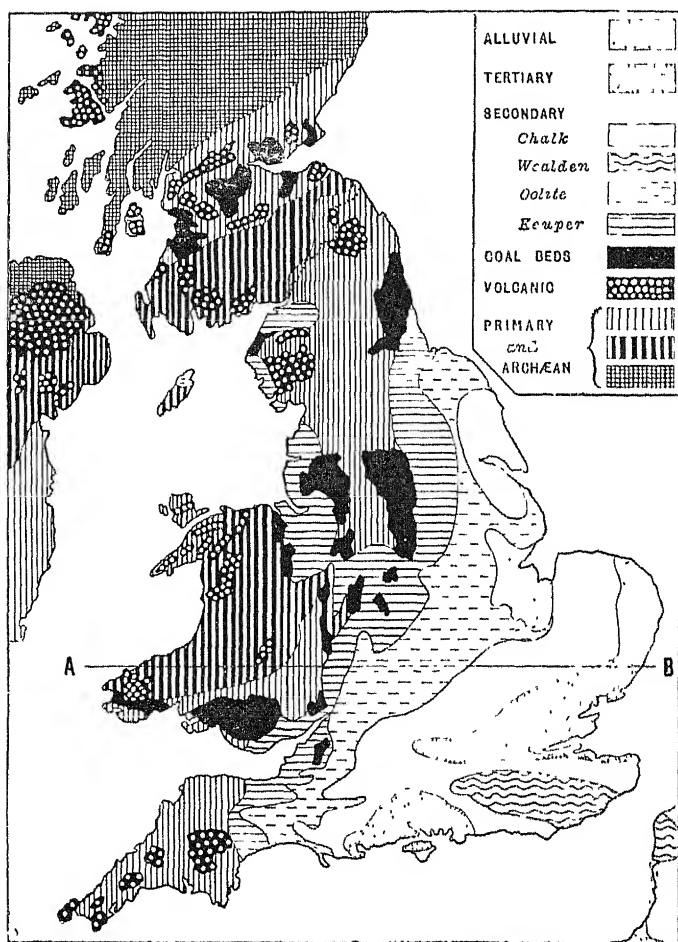 ALLUVIAL
TERTIARY
SECONDARY
Chalk
Wealden
Oolite
Keuper
COAL BEDS
VOLCANIC
PRIMARY
and
ARCHÆAN
A B